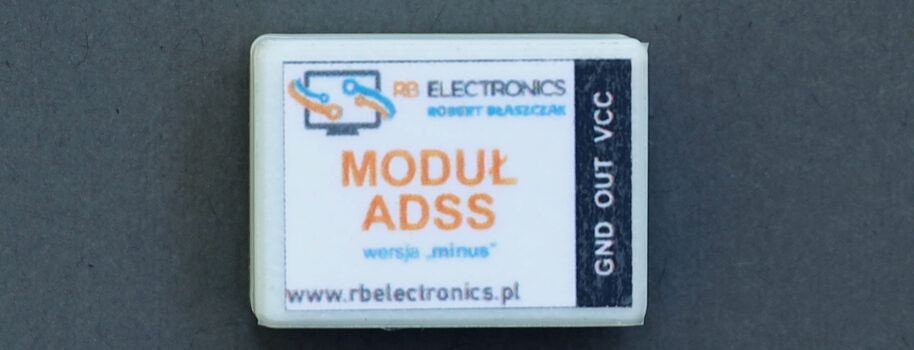 RB ELECTRONICS
ROBERT BŁASZCZAK
MODUŁ
ADSS
wersja „minus"
www.rbelectronics.pl
GND OUT VCC